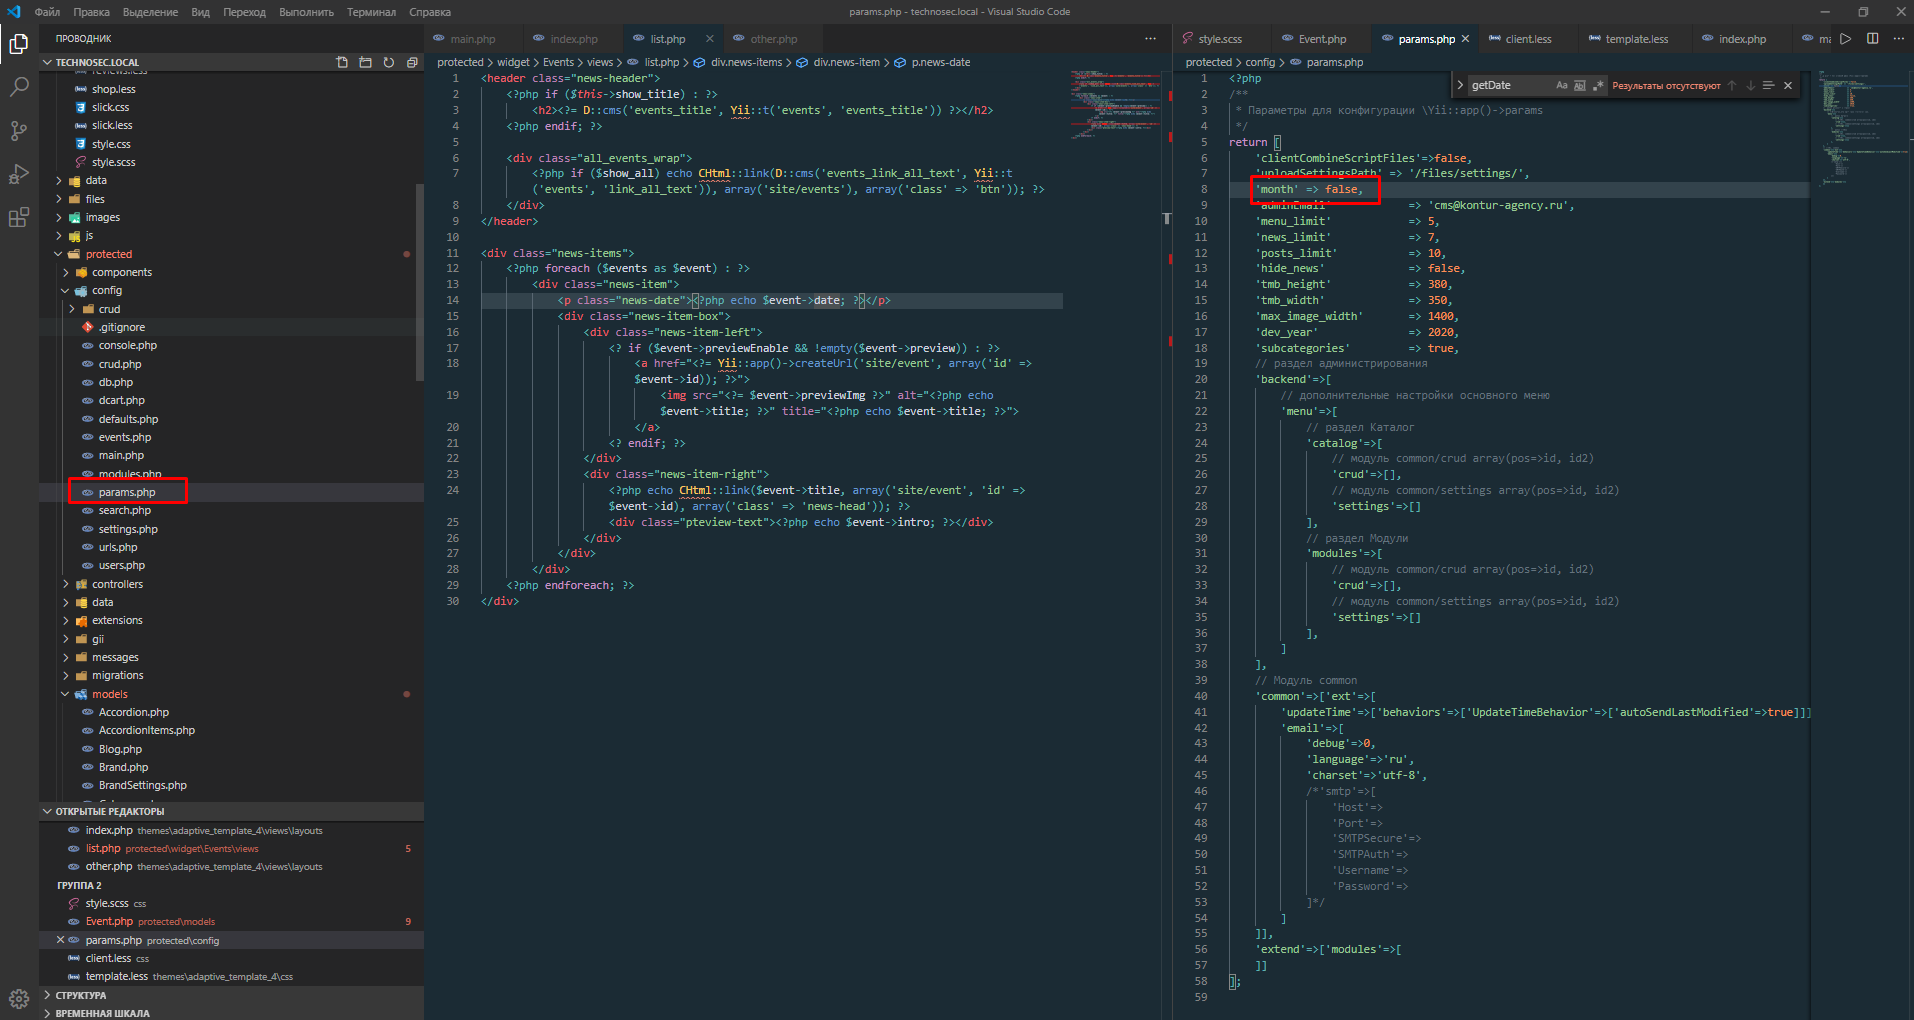 Файл Правка Выделение Вид Переход Выполнить Терминал Справка
params.php - technosec.local - Visual Studio Code
ПРОВОДНИК
TECHNOSEC.LOCAL
reviews.less
shop.less
slick.css
slick.less
style.css
style.scss
data
files
images
js
protected
components
config
crud
.gitignore
console.php
crud.php
db.php
dcart.php
defaults.php
events.php
main.php
modules.php
params.php
search.php
settings.php
urls.php
users.php
controllers
data
extensions
gii
messages
migrations
models
Accordion.php
AccordionItems.php
Blog.php
Brand.php
BrandSettings.php
ОТКРЫТЫЕ РЕДАКТОРЫ
index.php themes\adaptive_template_4\views\layouts
list.php protected\widget\Events\views 5
other.php themes\adaptive_template_4\views\layouts
ГРУППА 2
style.scss css
Event.php protected\models 9
params.php protected\config
client.less css
template.less themes\adaptive_template_4\css
СТРУКТУРА
ВРЕМЕННАЯ ШКАЛА
main.php index.php list.php other.php
protected > widget > Events > views > list.php > div.news-items > div.news-item > p.news-date
1 <header class="news-header">
2 <?php if ($this->show_title) : ?>
3 <h2><?= D::cms('events_title', Yii::t('events', 'events_title')) ?></h2>
4 <?php endif; ?>
5
6 <div class="all_events_wrap">
7 <?php if ($show_all) echo CHtml::link(D::cms('events_link_all_text', Yii::t
('events', 'link_all_text')), array('site/events'), array('class' => 'btn')); ?>
8 </div>
9 </header>
10
11 <div class="news-items">
12 <?php foreach ($events as $event) : ?>
13 <div class="news-item">
14 <p class="news-date"><?php echo $event->date; ?></p>
15 <div class="news-item-box">
16 <div class="news-item-left">
17 <? if ($event->previewEnable && !empty($event->preview)) : ?>
18 <a href="<?= Yii::app()->createUrl('site/event', array('id' =>
$event->id)); ?>">
19 <img src="<?= $event->previewImg ?>" alt="<?php echo
$event->title; ?>" title="<?php echo $event->title; ?>">
20 </a>
21 <? endif; ?>
22 </div>
23 <div class="news-item-right">
24 <?php echo CHtml::link($event->title, array('site/event', 'id' =>
$event->id), array('class' => 'news-head')); ?>
25 <div class="pteview-text"><?php echo $event->intro; ?></div>
26 </div>
27 </div>
28 </div>
29 <?php endforeach; ?>
30 </div>
style.scss Event.php params.php client.less template.less index.php ma
protected > config > params.php
getDate Aa Результаты отсутствуют
1 <?php
2 /**
3 * Параметры для конфигурации \Yii::app()->params
4 */
5 return [
6 'clientCombineScriptFiles'=>false,
7 'uploadSettingsPath' => '/files/settings/',
8 'month' => false,
9 'adminEmail' => 'cms@kontur-agency.ru',
10 'menu_limit' => 5,
11 'news_limit' => 7,
12 'posts_limit' => 10,
13 'hide_news' => false,
14 'tmb_height' => 380,
15 'tmb_width' => 350,
16 'max_image_width' => 1400,
17 'dev_year' => 2020,
18 'subcategories' => true,
19 // раздел администрирования
20 'backend'=>[
21 // дополнительные настройки основного меню
22 'menu'=>[
23 // раздел Каталог
24 'catalog'=>[
25 // модуль common/crud array(pos=>id, id2)
26 'crud'=>[],
27 // модуль common/settings array(pos=>id, id2)
28 'settings'=>[]
29 ],
30 // раздел Модули
31 'modules'=>[
32 // модуль common/crud array(pos=>id, id2)
33 'crud'=>[],
34 // модуль common/settings array(pos=>id, id2)
35 'settings'=>[]
36 ],
37 ]
38 ],
39 // Модуль common
40 'common'=>['ext'=>[
41 'updateTime'=>['behaviors'=>['UpdateTimeBehavior'=>['autoSendLastModified'=>true]]]
42 'email'=>[
43 'debug'=>0,
44 'language'=>'ru',
45 'charset'=>'utf-8',
46 /*'smtp'=>[
47 'Host'=>
48 'Port'=>
49 'SMTPSecure'=>
50 'SMTPAuth'=>
51 'Username'=>
52 'Password'=>
53 ]*/
54 ]
55 ]],
56 'extend'=>['modules'=>[
57 ]]
58 ];
59